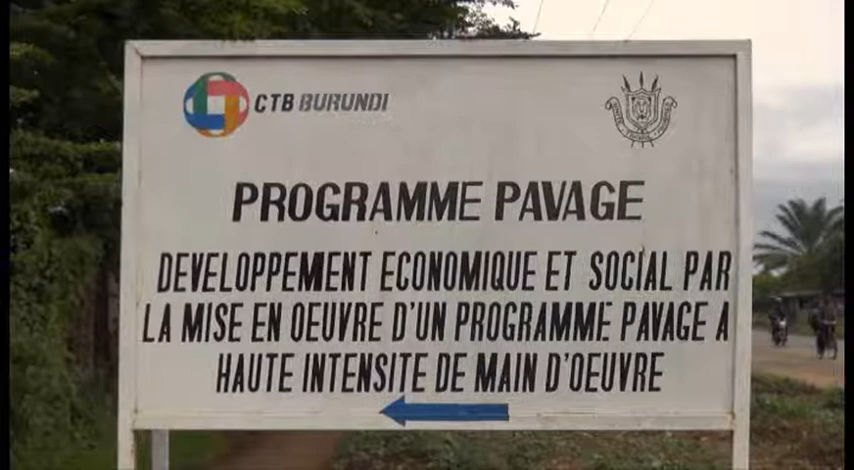 CTB BURUNDI
PROGRAMME PAVAGE
DEVELOPPEMENT ECONOMIQUE ET SOCIAL PAR
LA MISE EN OEUVRE D'UN PROGRAMME PAVAGE A
HAUTE INTENSITE DE MAIN D'OEUVRE